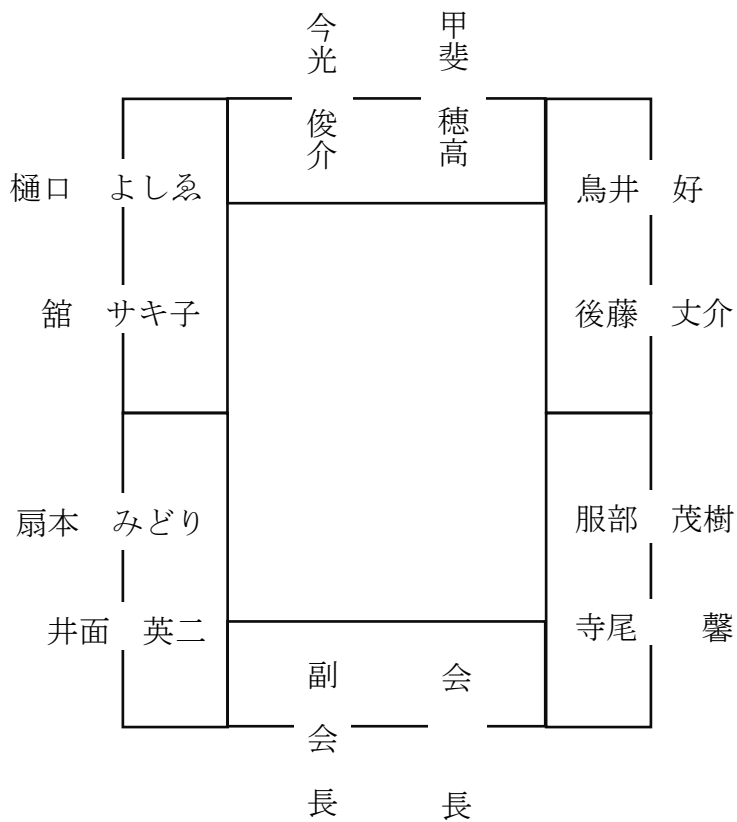 甲斐 穂高
今光 俊介
樋口 よしゑ
鳥井 好
舘 サキ子
後藤 丈介
扇本 みどり
服部 茂樹
井面 英二
寺尾 馨
会長
副会長